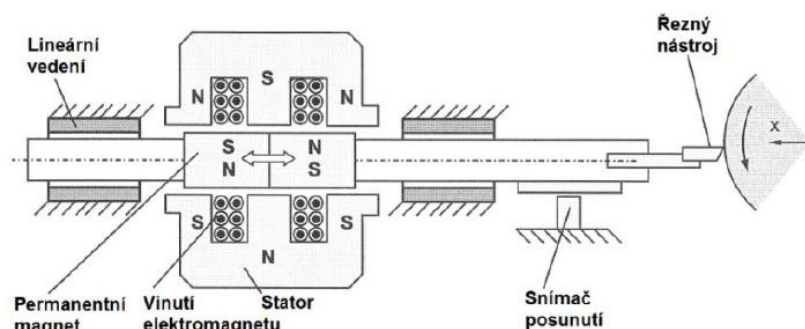 Řezný
nástroj
Lineární
vedení
S
N
N
X
S
N
N
S
S
S
N
Permanentní
magnet
Vinutí
elektromagnetu
Stator
Snímač
posunutí